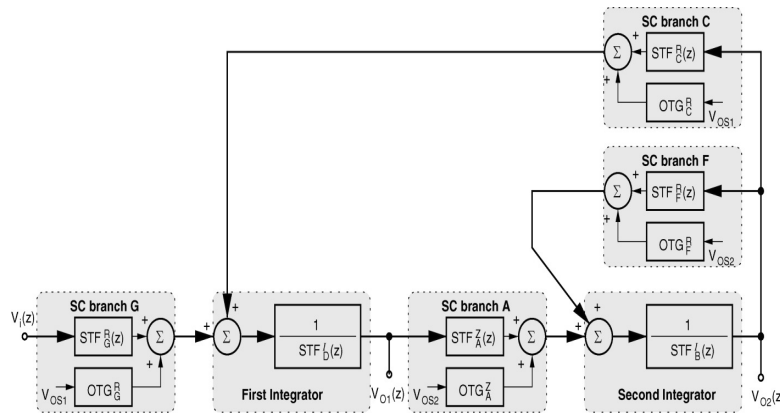 SC branch C
Σ
+
STF R C (z)
+
OTG R C
V OS1
SC branch F
Σ
+
STF R F (z)
+
OTG R F
V OS2
SC branch G
V i (z)
STF R G (z)
+
Σ
+
V OS1
OTG R G
+
+
Σ
1
STF I D (z)
First Integrator
V O1 (z)
SC branch A
STF Z A (z)
+
Σ
+
V OS2
OTG Z A
+
+
Σ
1
STF I B (z)
Second Integrator
V O2 (z)